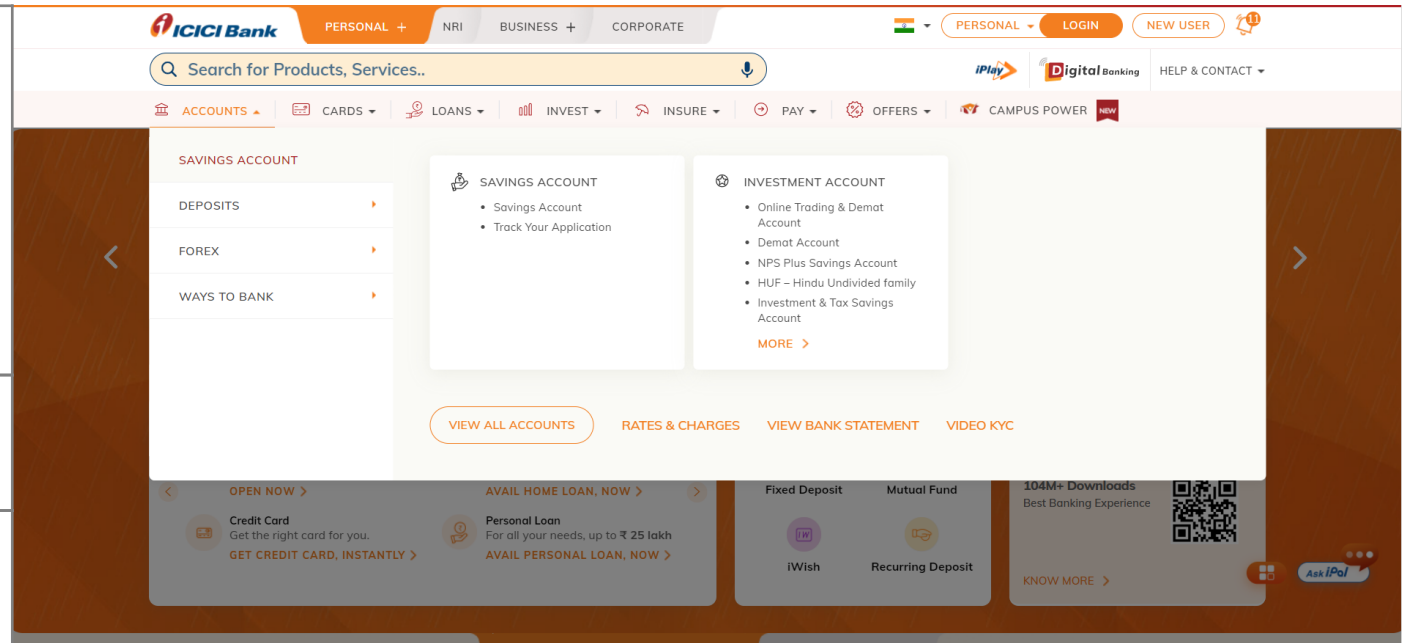 ICICI Bank
PERSONAL +
NRI
BUSINESS +
CORPORATE
PERSONAL
LOGIN
NEW USER
11
Search for Products, Services..
iPlay
Digital Banking
HELP & CONTACT
ACCOUNTS
CARDS
LOANS
INVEST
INSURE
PAY
OFFERS
CAMPUS POWER
NEW
SAVINGS ACCOUNT
DEPOSITS
FOREX
WAYS TO BANK
SAVINGS ACCOUNT
• Savings Account
• Track Your Application
INVESTMENT ACCOUNT
• Online Trading & Demat
Account
• Demat Account
• NPS Plus Savings Account
• HUF – Hindu Undivided family
• Investment & Tax Savings
Account
MORE >
VIEW ALL ACCOUNTS
RATES & CHARGES
VIEW BANK STATEMENT
VIDEO KYC
OPEN NOW >
AVAIL HOME LOAN, NOW >
Credit Card
Get the right card for you.
GET CREDIT CARD, INSTANTLY >
Personal Loan
For all your needs, up to ₹ 25 lakh
AVAIL PERSONAL LOAN, NOW >
Fixed Deposit
Mutual Fund
iW
iWish
Recurring Deposit
104M+ Downloads
Best Banking Experience
KNOW MORE >
Ask iPal